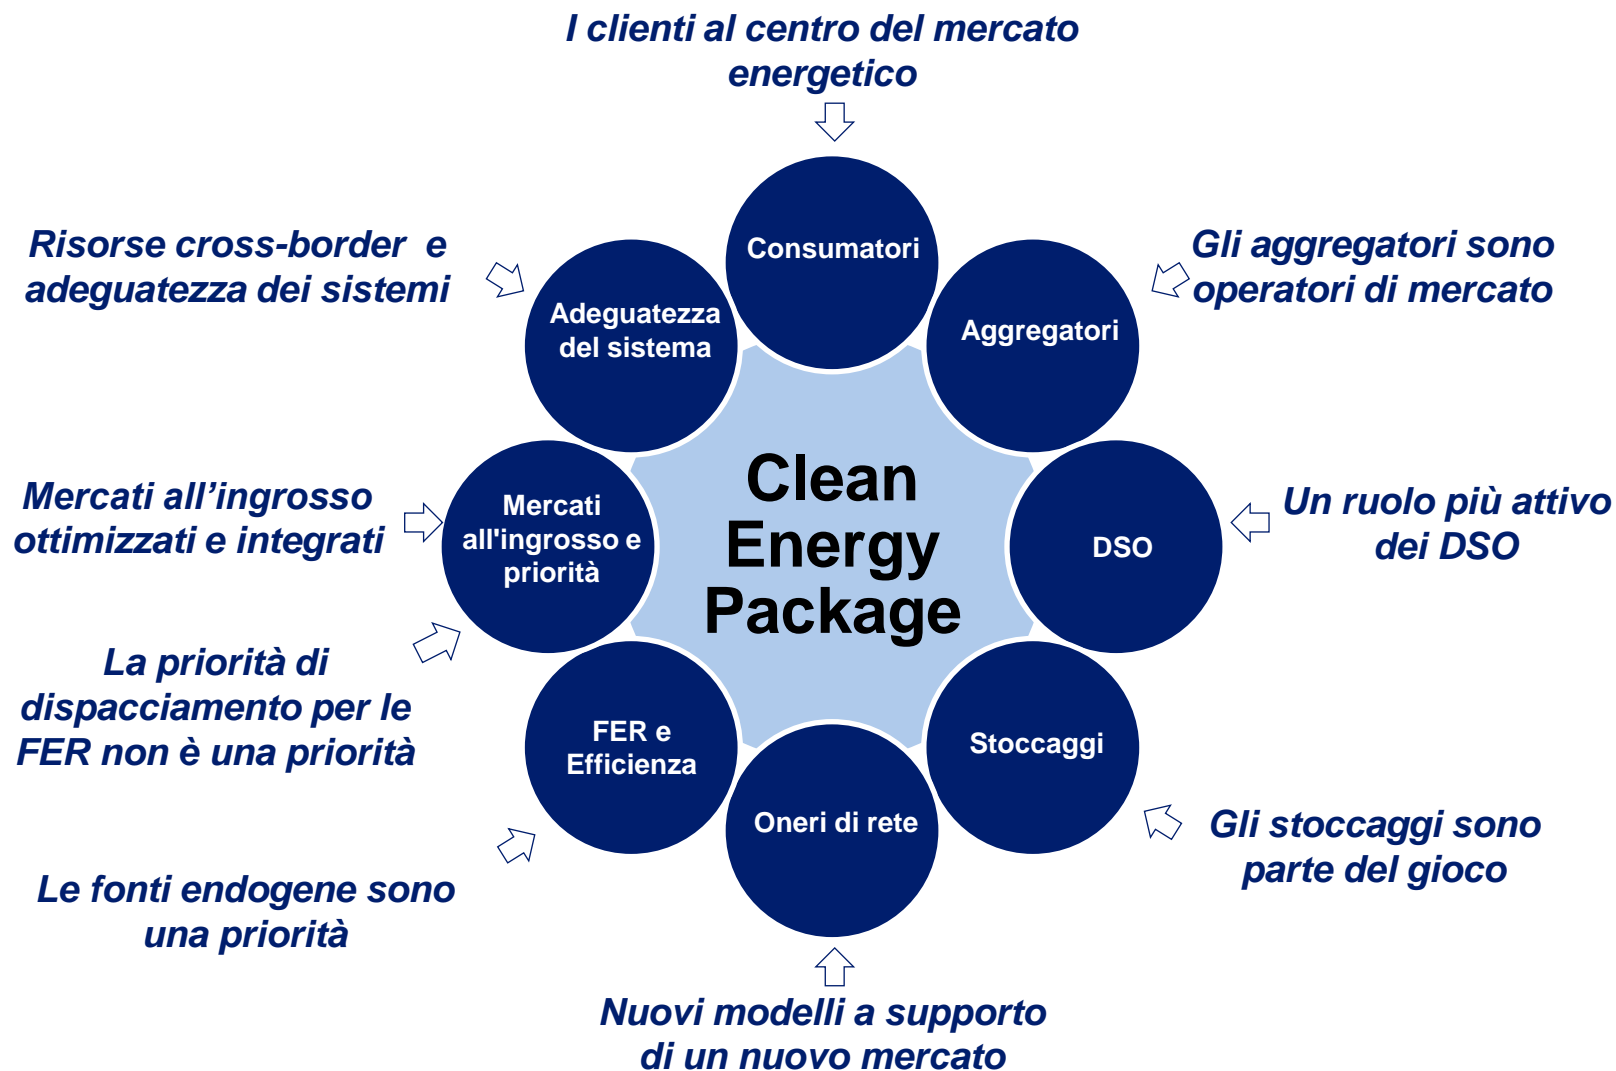 I clienti al centro del mercato
energetico
Consumatori
Risorse cross-border e
adeguatezza dei sistemi
Adeguatezza
del sistema
Gli aggregatori sono
operatori di mercato
Aggregatori
Mercati all’ingrosso
ottimizzati e integrati
Mercati
all'ingrosso e
priorità
Clean
Energy
Package
DSO
Un ruolo più attivo
dei DSO
La priorità di
dispacciamento per le
FER non è una priorità
FER e
Efficienza
Stoccaggi
Oneri di rete
Gli stoccaggi sono
parte del gioco
Le fonti endogene sono
una priorità
Nuovi modelli a supporto
di un nuovo mercato